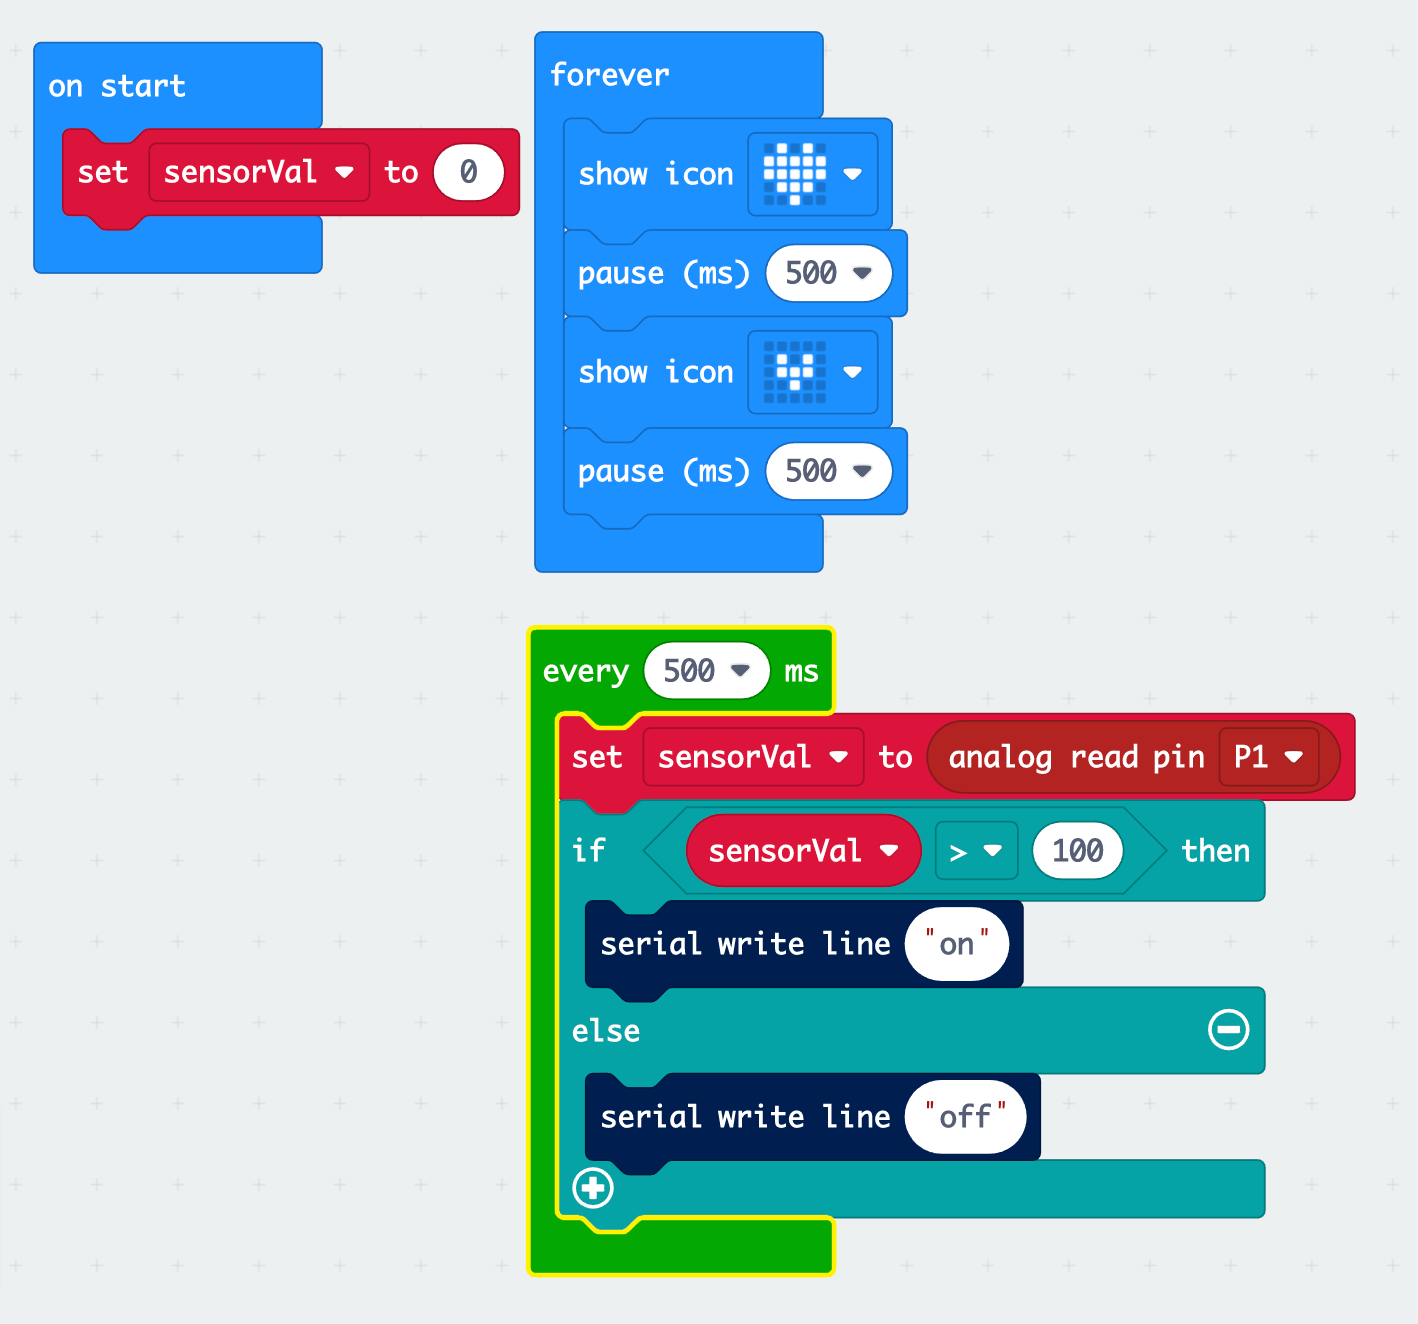 on start
set sensorVal to 0
forever
show icon
pause (ms) 500
show icon
pause (ms) 500
every 500 ms
set sensorVal to analog read pin P1
if sensorVal > 100 then
serial write line "on"
else
serial write line "off"